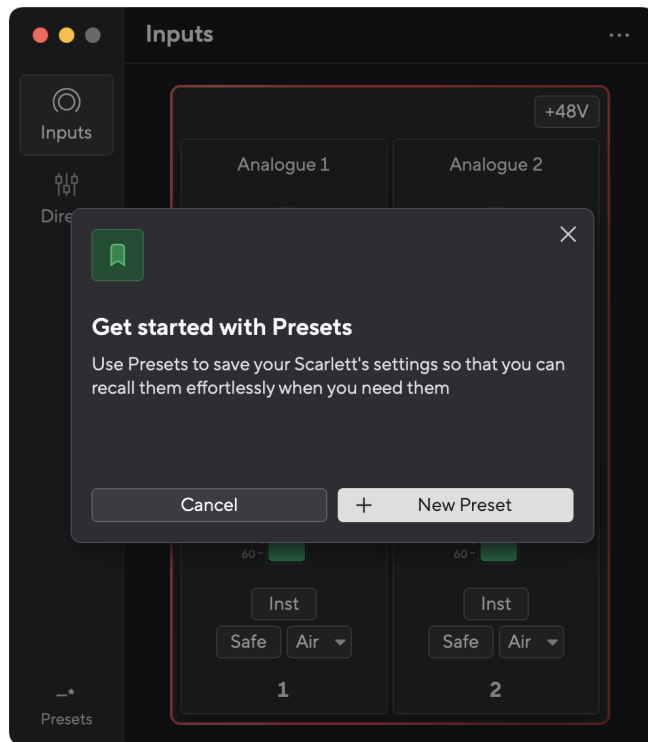 Inputs
...
Inputs
+48V
Analogue 1
Analogue 2
Get started with Presets
Use Presets to save your Scarlett's settings so that you can
recall them effortlessly when you need them
Cancel
+ New Preset
60
60
Inst
Inst
Safe
Air
Safe
Air
1
2
Presets